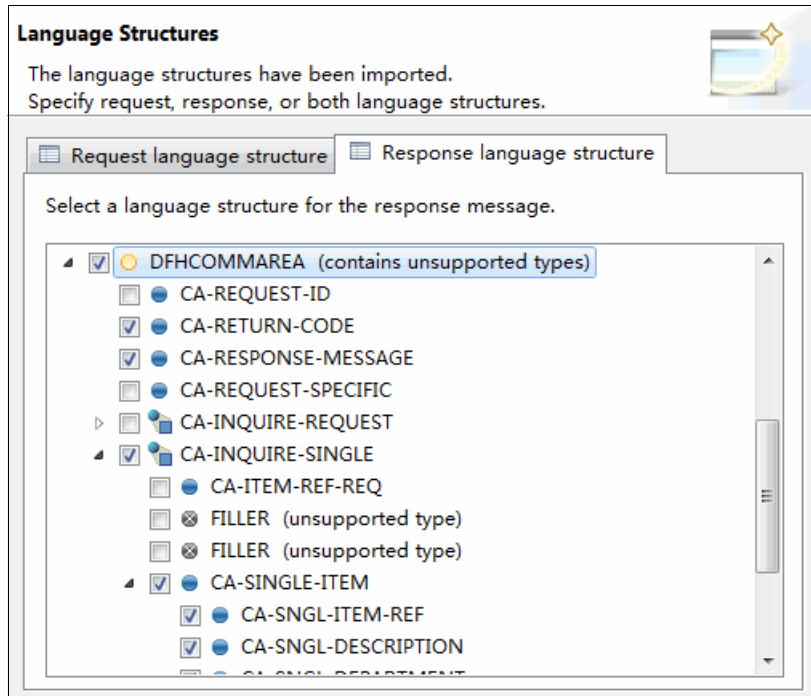 Language Structures
The language structures have been imported.
Specify request, response, or both language structures.
Request language structure
Response language structure
Select a language structure for the response message.
DFHCOMMAREA (contains unsupported types)
CA-REQUEST-ID
CA-RETURN-CODE
CA-RESPONSE-MESSAGE
CA-REQUEST-SPECIFIC
CA-INQUIRE-REQUEST
CA-INQUIRE-SINGLE
CA-ITEM-REF-REQ
FILLER (unsupported type)
FILLER (unsupported type)
CA-SINGLE-ITEM
CA-SNGL-ITEM-REF
CA-SNGL-DESCRIPTION
CA-SNGL-DEPARTMENT